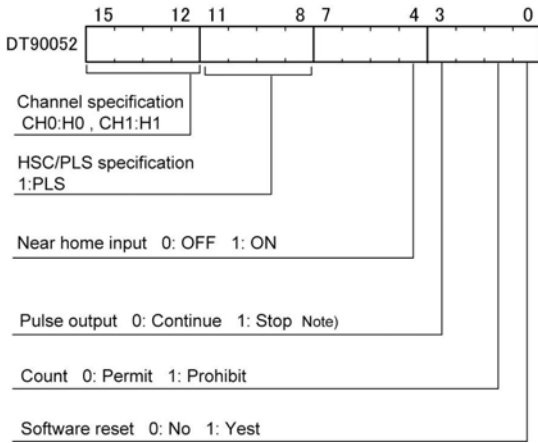 15 12 11 8 7 4 3 0
DT90052
Channel specification
CH0:H0 , CH1:H1
HSC/PLS specification
1:PLS
Near home input 0: OFF 1: ON
Pulse output 0: Continue 1: Stop Note)
Count 0: Permit 1: Prohibit
Software reset 0: No 1: Yest